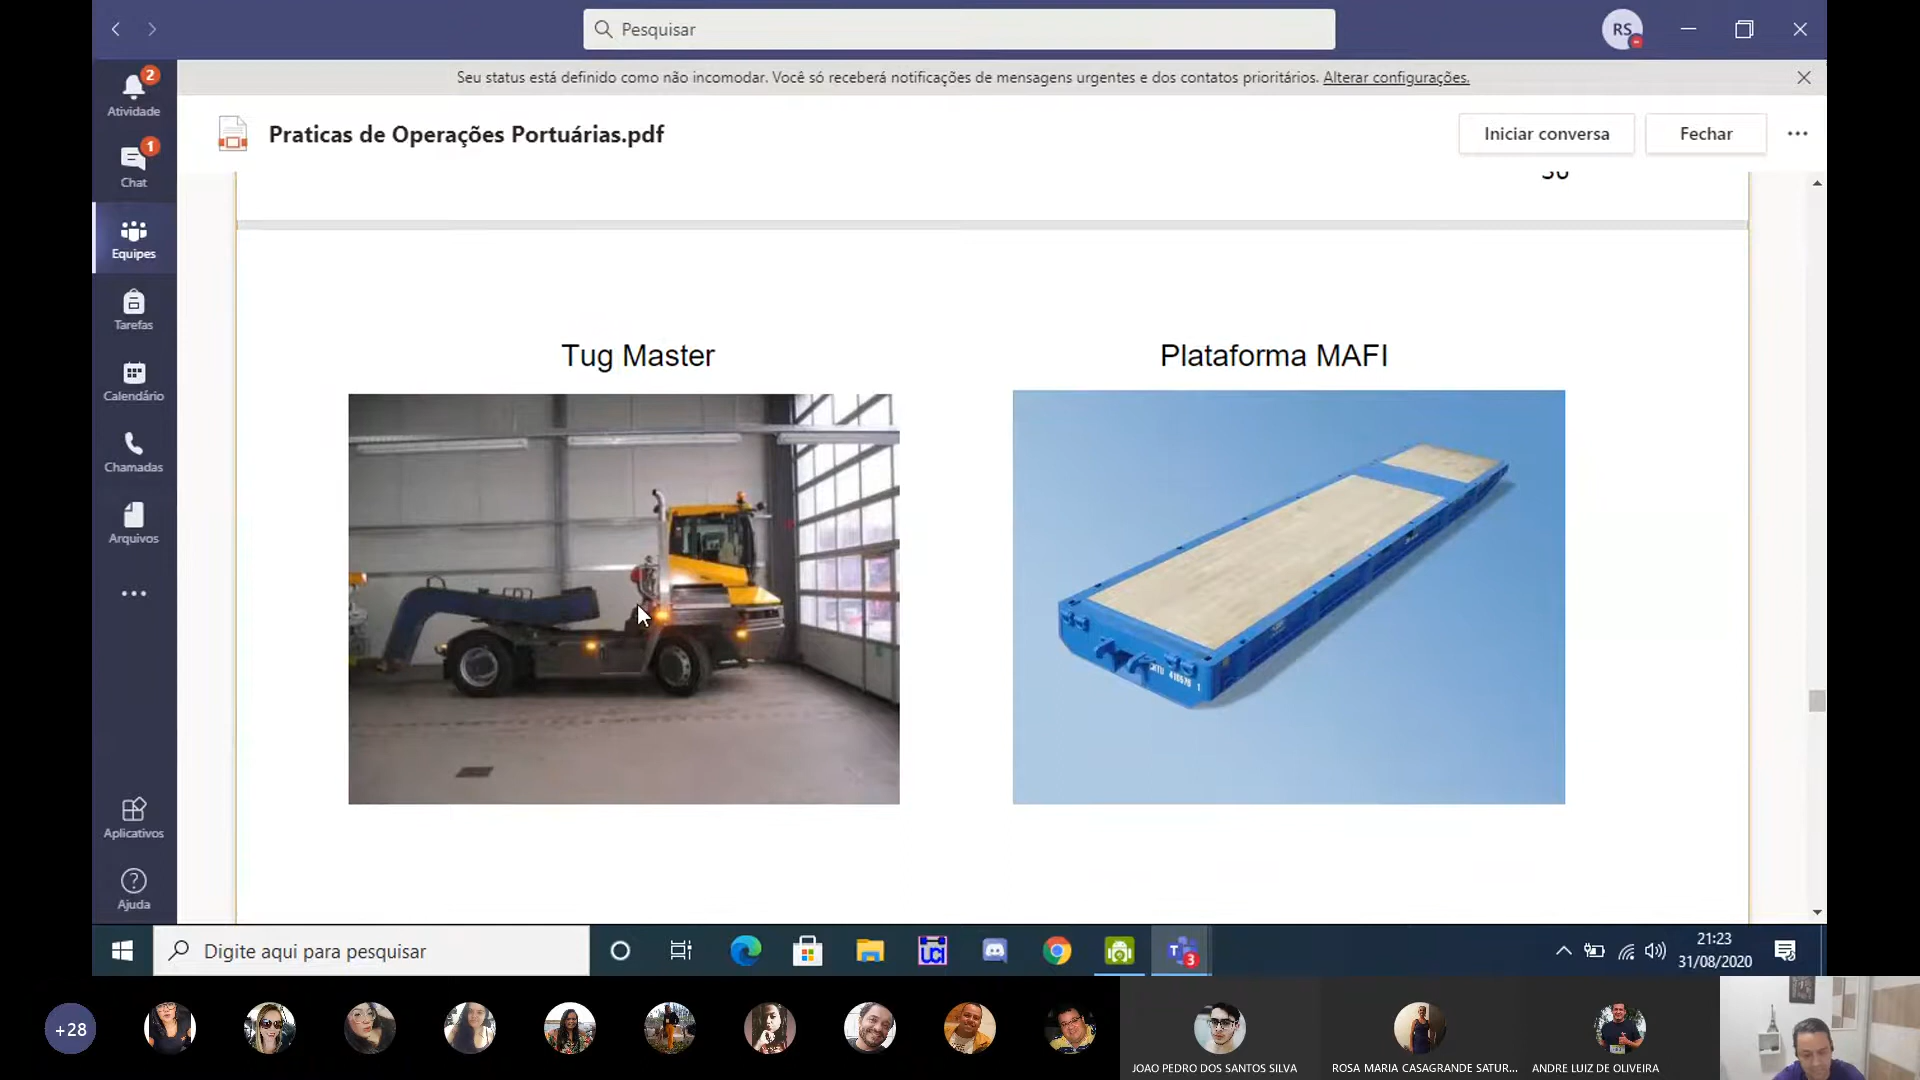 Pesquisar
RS
Seu status está definido como não incomodar. Você só receberá notificações de mensagens urgentes e dos contatos prioritários. Alterar configurações.
2
Atividade
1
Chat
Equipes
Tarefas
Calendário
Chamadas
Arquivos
Aplicativos
Ajuda
Praticas de Operações Portuárias.pdf
Iniciar conversa
Fechar
Tug Master
Plataforma MAFI
Digite aqui para pesquisar
UCI
3
21:23
31/08/2020
+28
JOAO PEDRO DOS SANTOS SILVA
ROSA MARIA CASAGRANDE SATUR...
ANDRE LUIZ DE OLIVEIRA